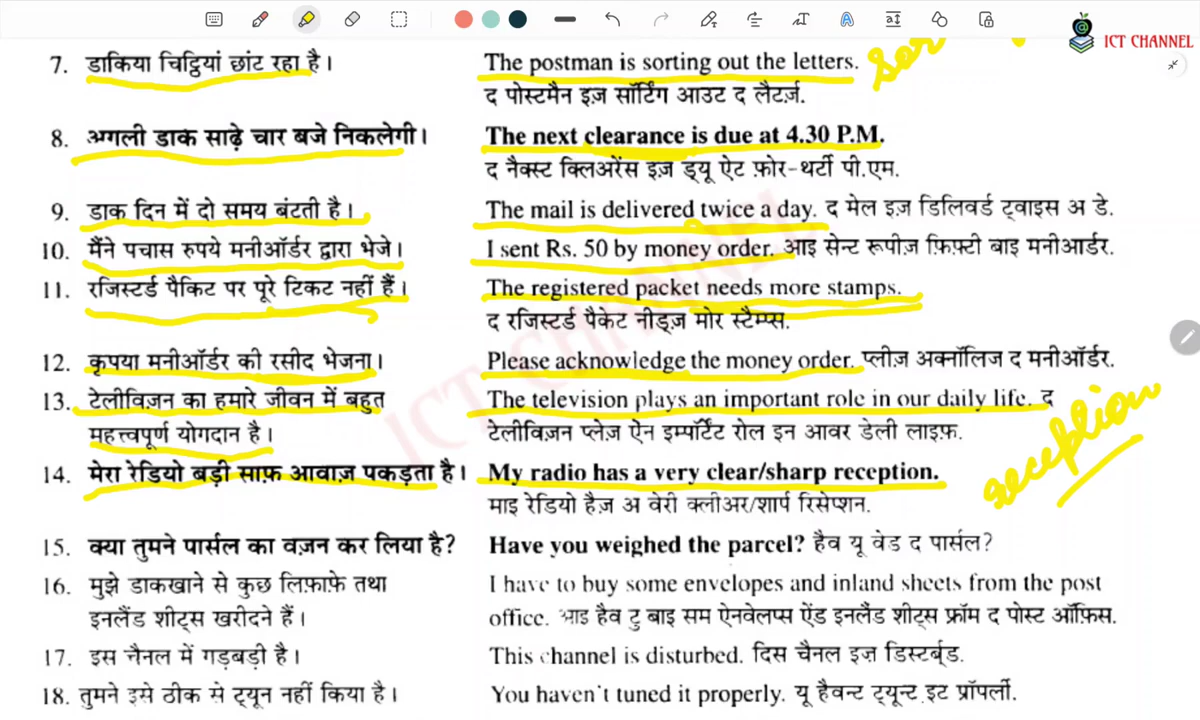 ICT CHANNEL
7. डाकिया चिट्ठियां छांट रहा है। The postman is sorting out the letters.
द पोस्टमैन इज़ सॉर्टिंग आउट द लैटर्ज़.
8. अगली डाक साढ़े चार बजे निकलेगी। The next clearance is due at 4.30 P.M.
द नैक्स्ट क्लिअरेंस इज़ ड्यू ऐट फ़ोर-थर्टी पी.एम.
9. डाक दिन में दो समय बंटती है। The mail is delivered twice a day. द मेल इज़ डिलिवर्ड ट्वाइस अ डे.
10. मैंने पचास रुपये मनीऑर्डर द्वारा भेजे। I sent Rs. 50 by money order. आइ सेन्ट रूपीज़ फ़िफ़्टी बाइ मनीआर्डर.
11. रजिस्टर्ड पैकिट पर पूरे टिकट नहीं हैं। The registered packet needs more stamps.
द रजिस्टर्ड पैकेट नीड्ज़ मोर स्टैम्प्स.
12. कृपया मनीऑर्डर की रसीद भेजना। Please acknowledge the money order. प्लीज़ अक्नॉलिज द मनीऑर्डर.
13. टेलीविज़न का हमारे जीवन में बहुत The television plays an important role in our daily life. द
महत्त्वपूर्ण योगदान है। टेलीविज़न प्लेज़ ऐन इम्पॉर्टेंट रोल इन आवर डेली लाइफ़.
reception
14. मेरा रेडियो बड़ी साफ़ आवाज़ पकड़ता है। My radio has a very clear/sharp reception.
माइ रेडियो हैज़ अ वेरी क्लीअर/शार्प रिसेप्शन.
15. क्या तुमने पार्सल का वज़न कर लिया है? Have you weighed the parcel? हैव यू वेड द पार्सल?
16. मुझे डाकखाने से कुछ लिफ़ाफ़े तथा I have to buy some envelopes and inland sheets from the post
इनलैंड शीट्स खरीदने हैं। office. आइ हैव टु बाइ सम ऐनवेलप्स ऐंड इनलैंड शीट्स फ्रॉम द पोस्ट ऑफ़िस.
17. इस चैनल में गड़बड़ी है। This channel is disturbed. दिस चैनल इज़ डिस्टर्ब्ड.
18. तुमने इसे ठीक से ट्यून नहीं किया है। You haven't tuned it properly. यू हैवन्ट ट्यून्ट इट प्रॉपर्ली.
ICT CHANNEL